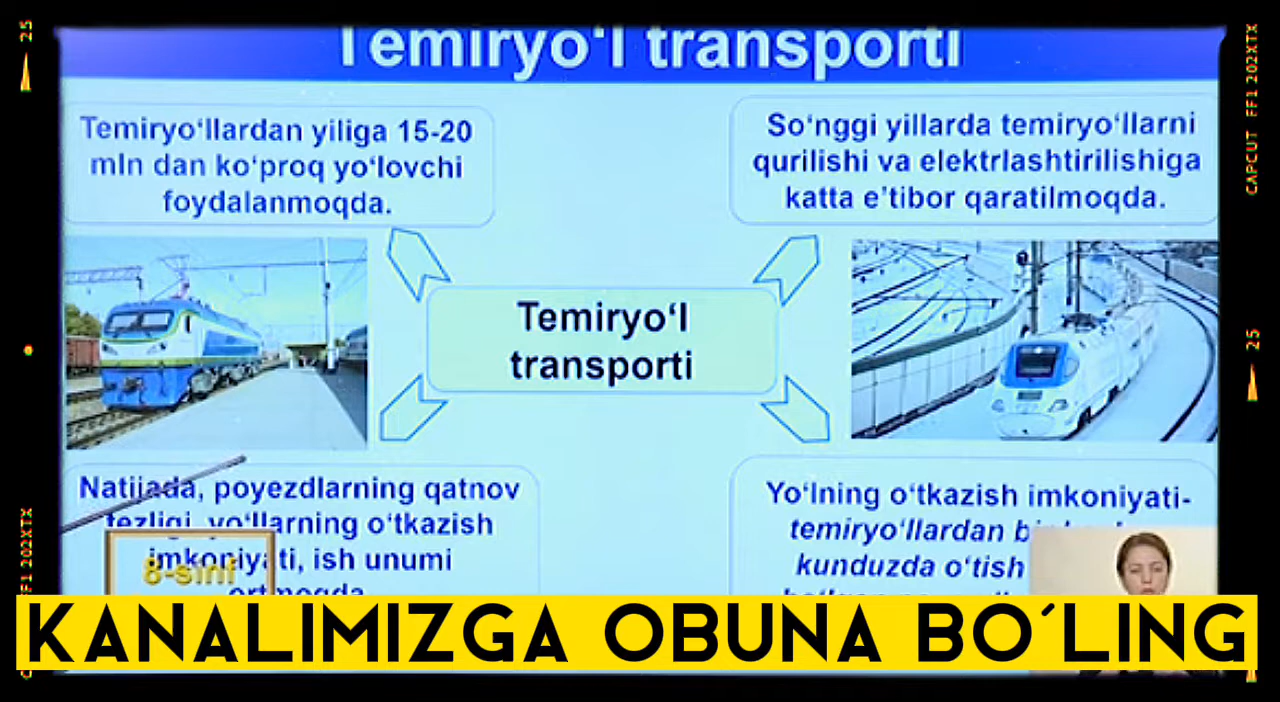 Temiryo‘l transporti
Temiryo‘llardan yiliga 15-20
mln dan ko‘proq yo‘lovchi
foydalanmoqda.
So‘nggi yillarda temiryo‘llarni
qurilishi va elektrlashtirilishiga
katta e’tibor qaratilmoqda.
Temiryo‘l
transporti
Natijada, poyezdlarning qatnov
tezligi, yo‘llarning o‘tkazish
imkoniyati, ish unumi
ortmoqda.
Yo‘lning o‘tkazish imkoniyati-
temiryo‘llardan
kunduzda o‘tish
8-sinf
KANALIMIZGA OBUNA BO´LING
25
CAPCUT FF1 202XTX
25
FF1 202XTX